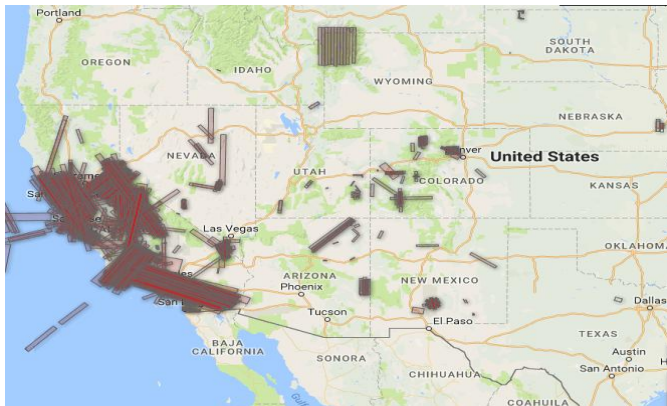 Portland
OREGON
IDAHO
SOUTH
DAKOTA
WYOMING
NEBRASKA
NEVADA
UTAH
United States
COLORADO
KANSAS
Las Vegas
OKLAHOMA
ARIZONA
Phoenix
NEW MEXICO
Tucson
El Paso
Dallas
TEXAS
BAJA
CALIFORNIA
SONORA
CHIHUAHUA
Austin
San Antonio
COAHUILA